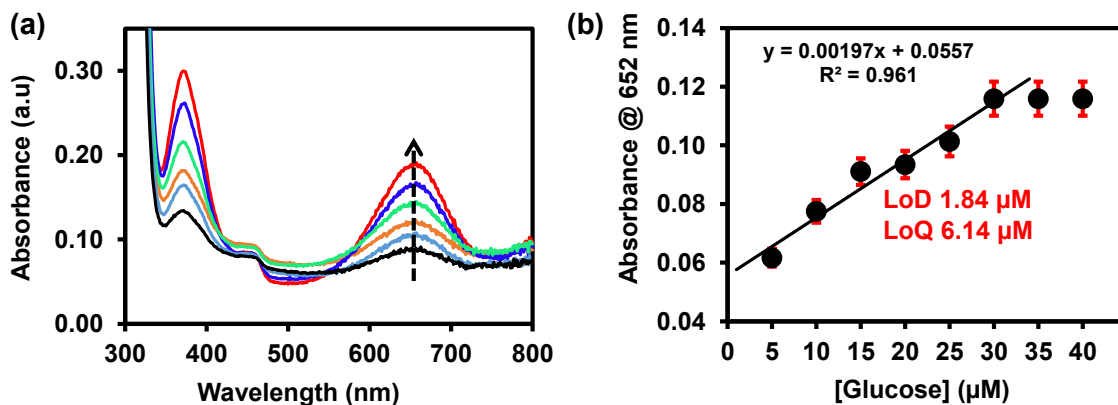 (a)
0.30
0.20
0.10
0.00
Absorbance (a.u)
300 400 500 600 700 800
Wavelength (nm)
(b)
0.14
0.12
0.10
0.08
0.06
0.04
Absorbance @ 652 nm
y = 0.00197x + 0.0557
R² = 0.961
LoD 1.84 µM
LoQ 6.14 µM
0 5 10 15 20 25 30 35 40
[Glucose] (µM)